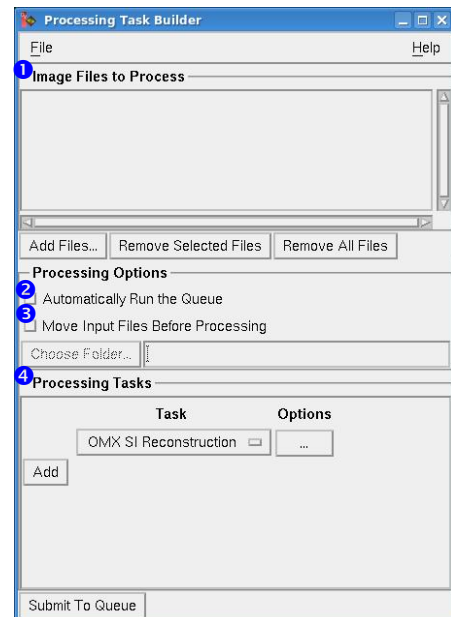 Processing Task Builder
File Help
1 Image Files to Process
Add Files... Remove Selected Files Remove All Files
Processing Options
2 Automatically Run the Queue
3 Move Input Files Before Processing
Choose Folder...
4 Processing Tasks
Task Options
OMX SI Reconstruction ...
Add
Submit To Queue